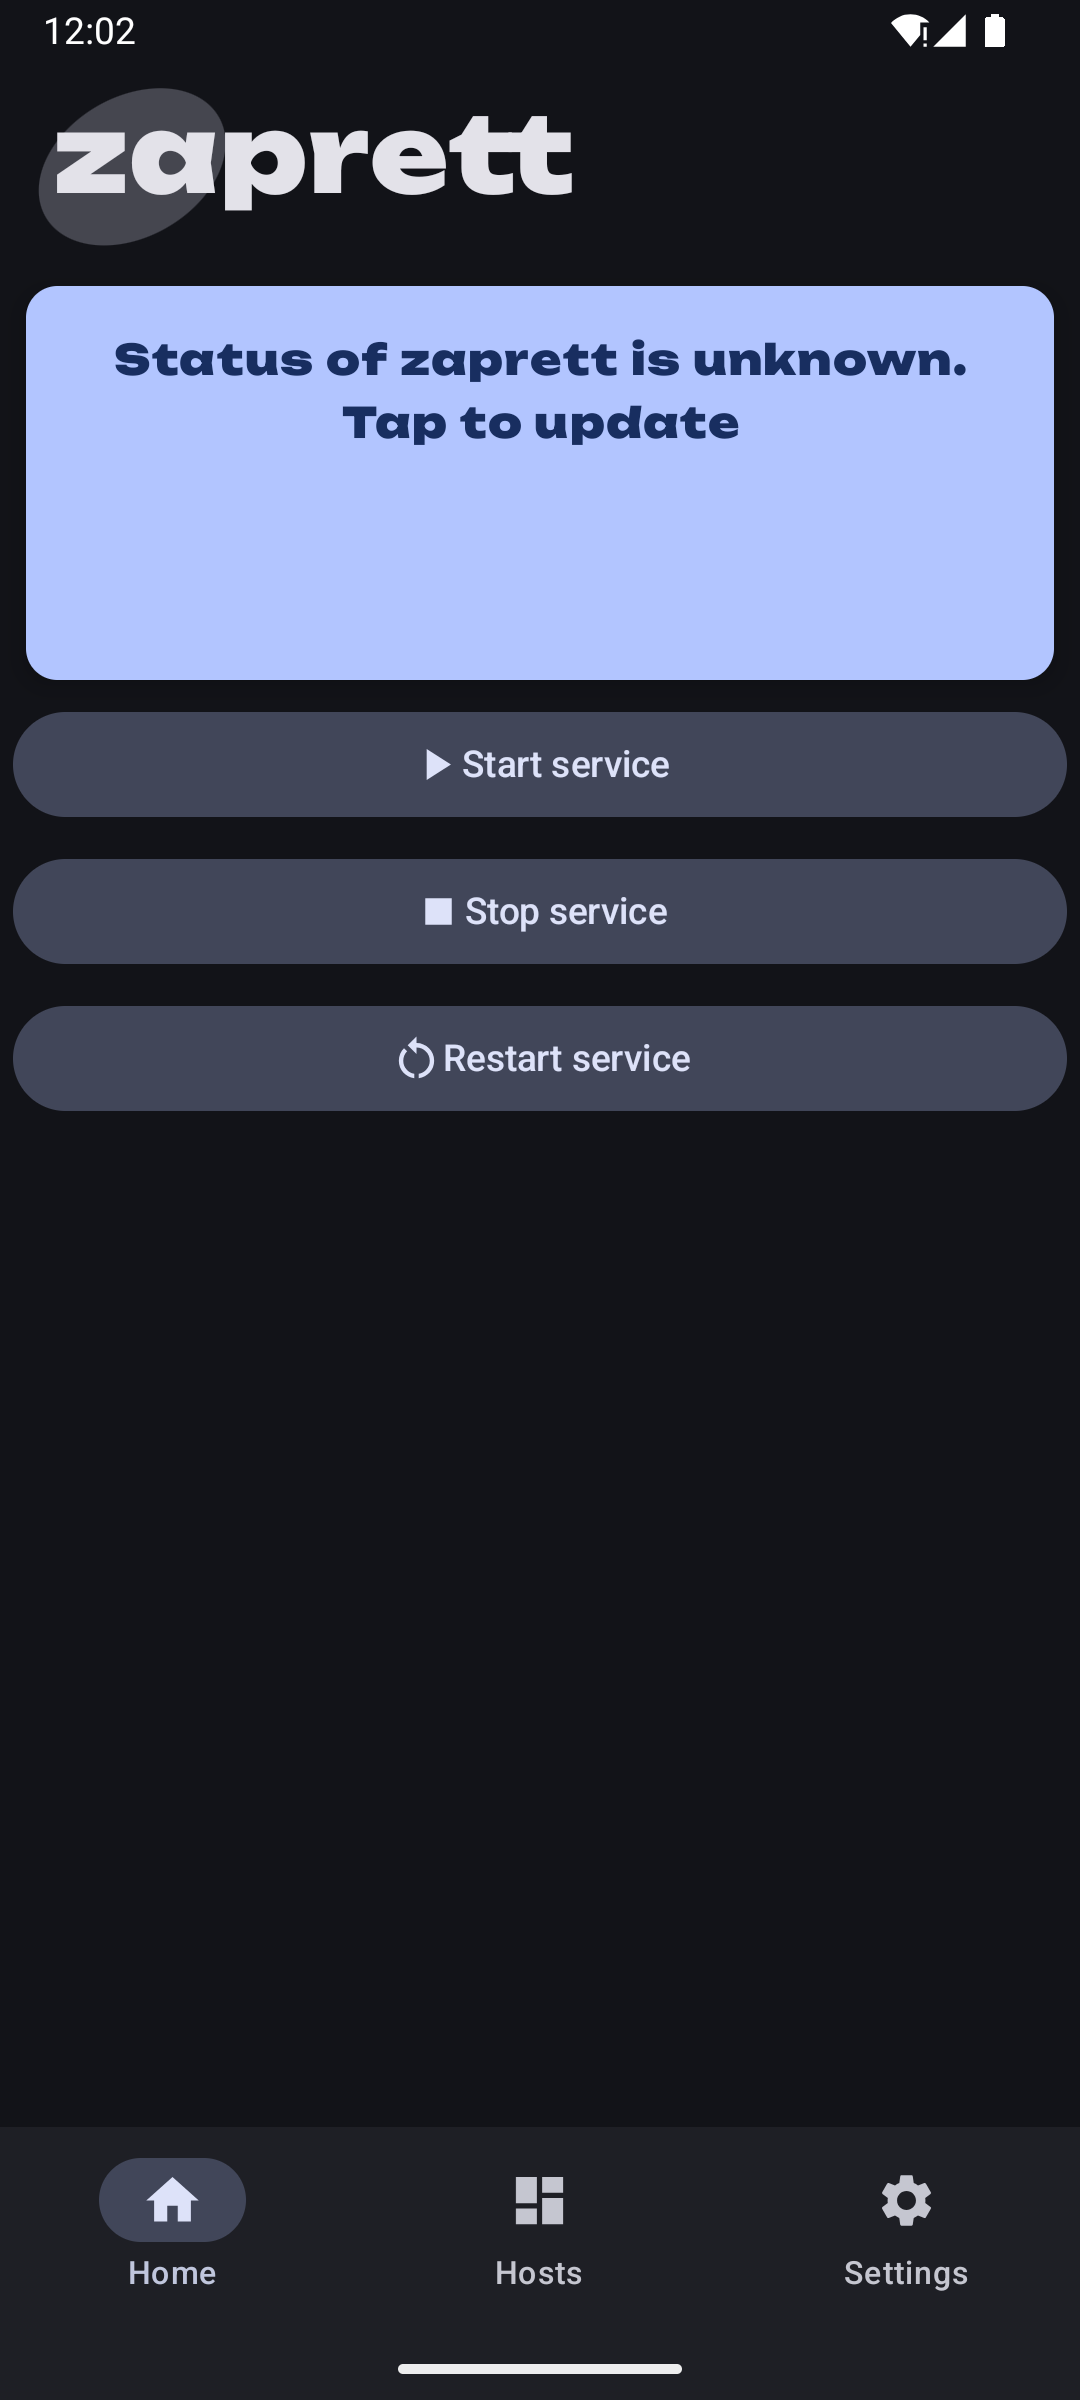 12:02
zaprett
Status of zaprett is unknown.
Tap to update
Start service
Stop service
Restart service
Home
Hosts
Settings